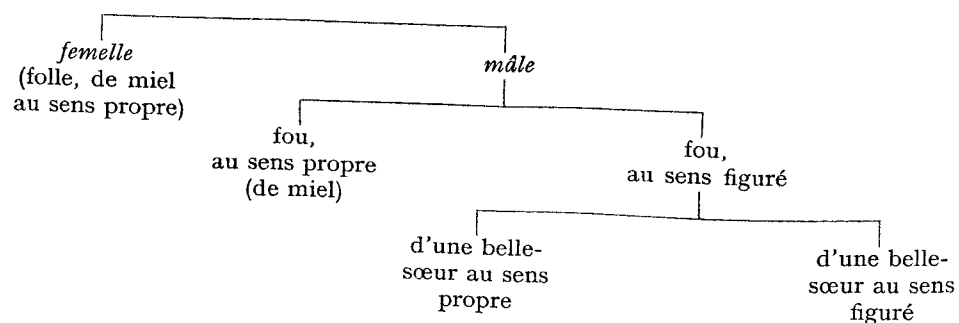 femelle
(folle, de miel
au sens propre)
mâle
fou,
au sens propre
(de miel)
fou,
au sens figuré
d'une belle-
sœur au sens
propre
d'une belle-
sœur au sens
figuré